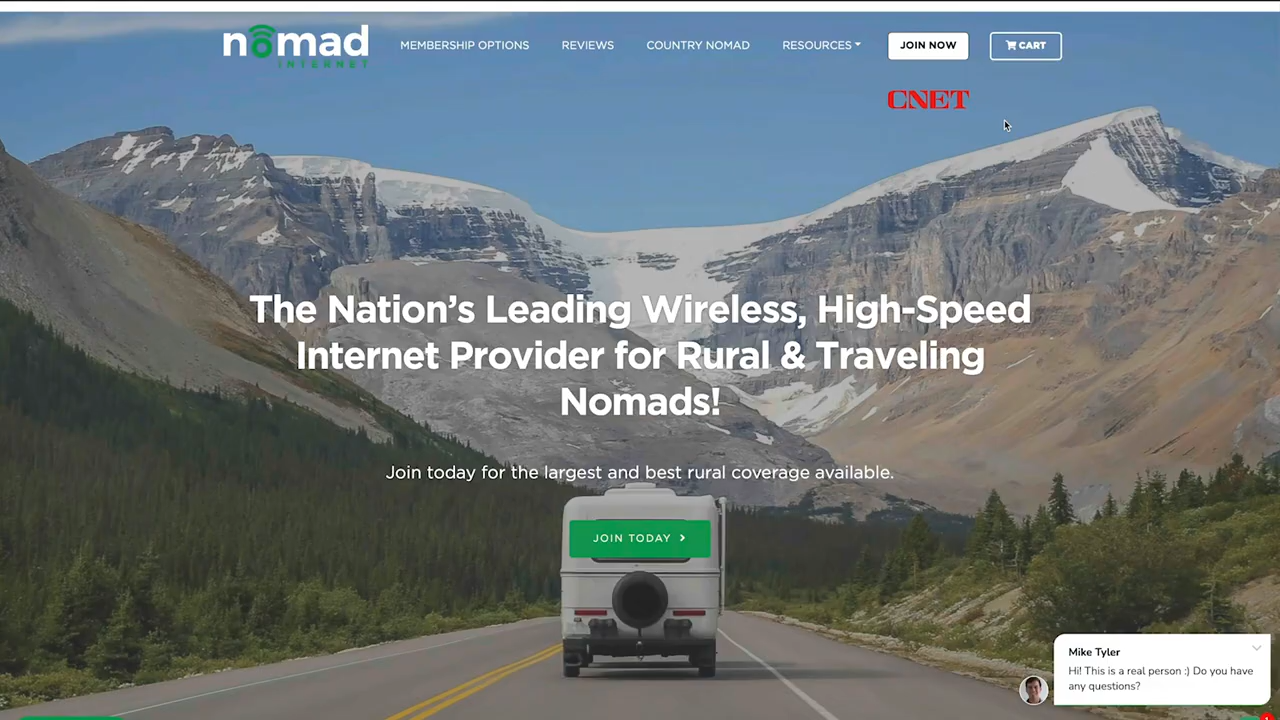 nomad
INTERNET
MEMBERSHIP OPTIONS
REVIEWS
COUNTRY NOMAD
RESOURCES
JOIN NOW
CART
CNET
The Nation's Leading Wireless, High-Speed
Internet Provider for Rural & Traveling
Nomads!
Join today for the largest and best rural coverage available.
JOIN TODAY
Mike Tyler
Hi! This is a real person :) Do you have
any questions?